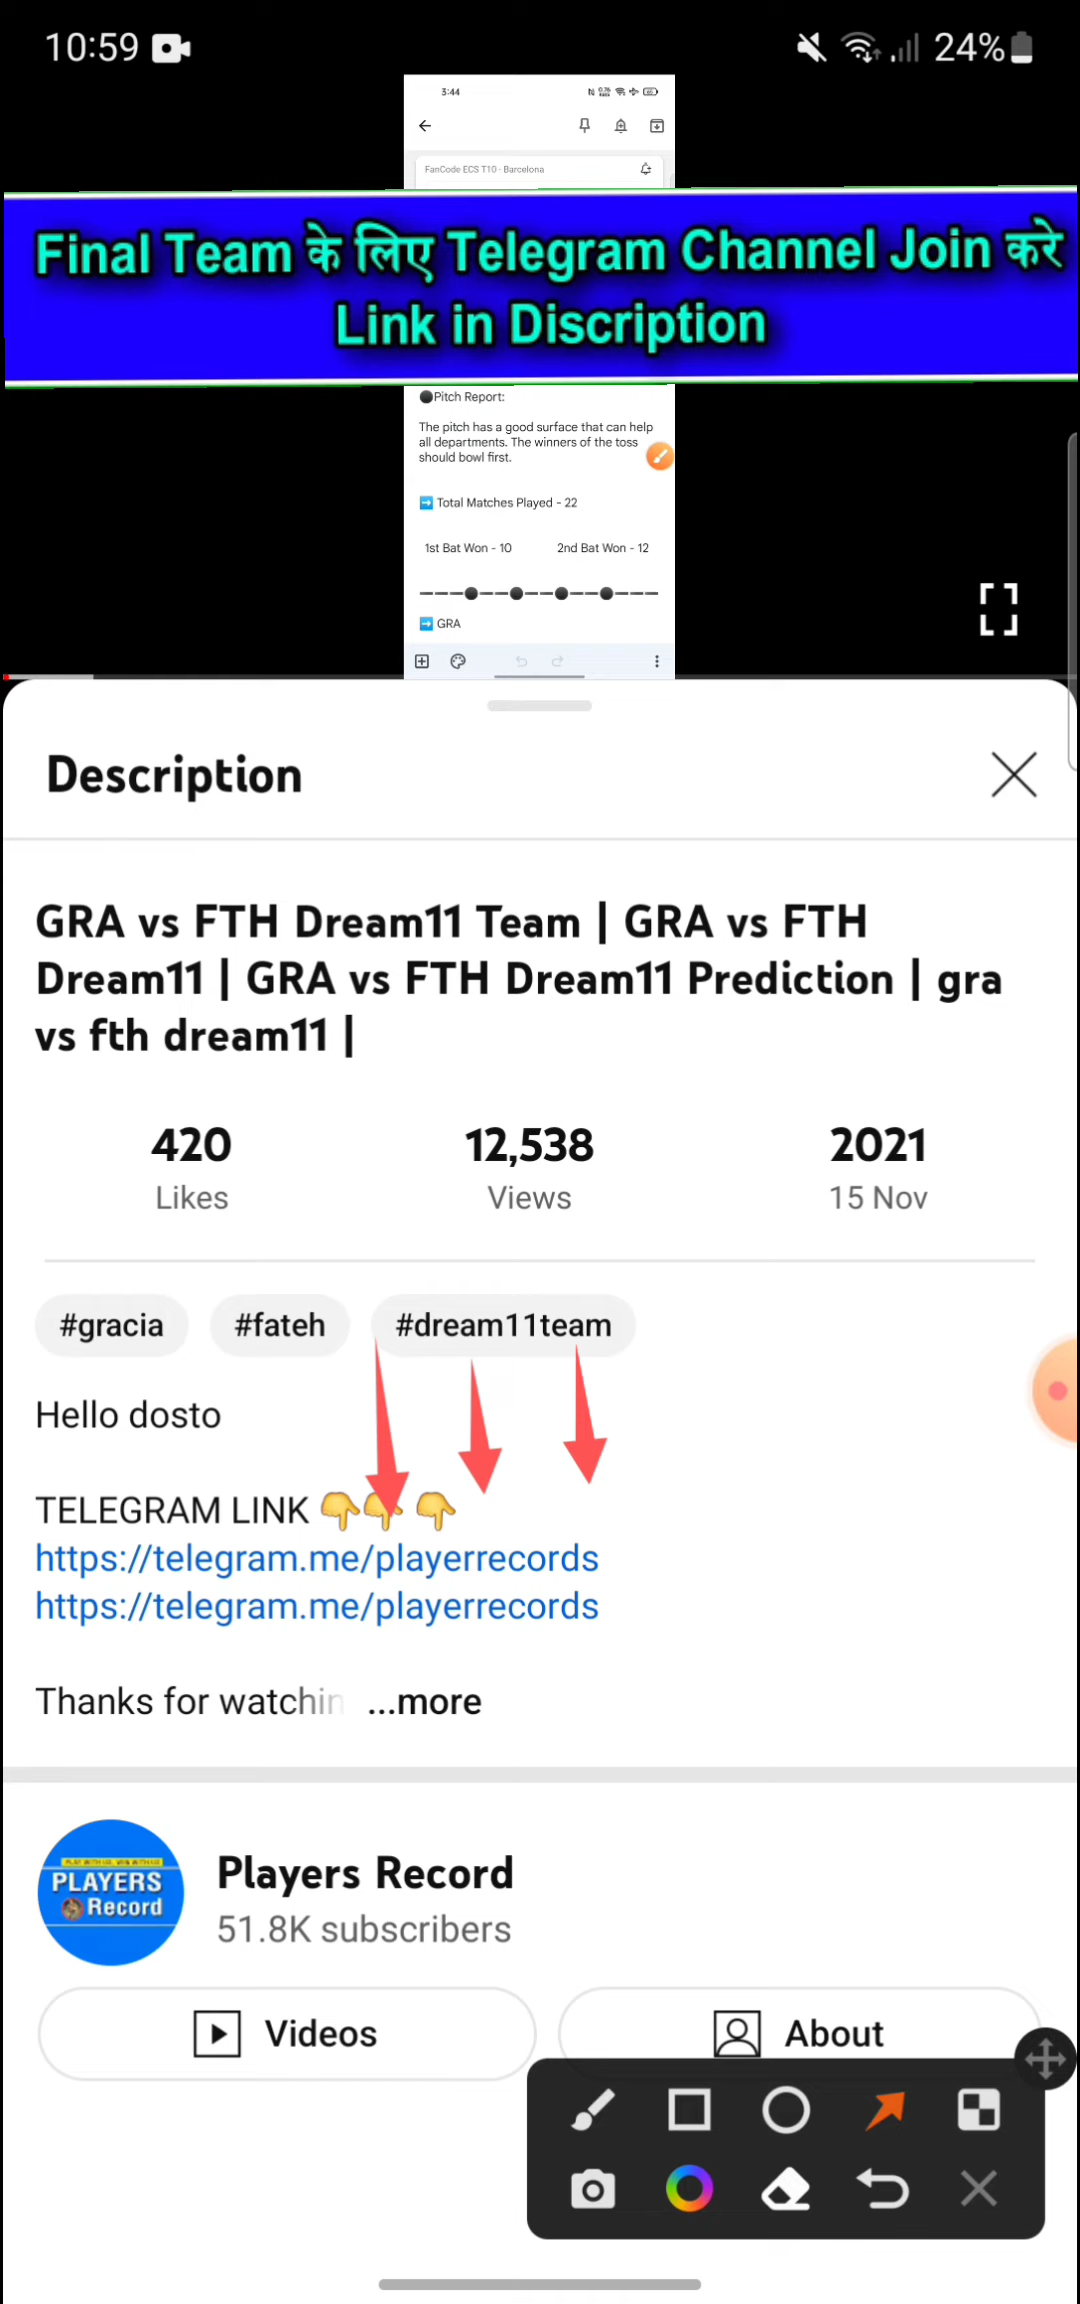 10:59
24%
3:44
FanCode ECS T10 - Barcelona
Final Team के लिए Telegram Channel Join करे
Link in Discription
Pitch Report:
The pitch has a good surface that can help
all departments. The winners of the toss
should bowl first.
Total Matches Played - 22
1st Bat Won - 10 2nd Bat Won - 12
GRA
Description
GRA vs FTH Dream11 Team | GRA vs FTH
Dream11 | GRA vs FTH Dream11 Prediction | gra
vs fth dream11 |
420 12,538 2021
Likes Views 15 Nov
#gracia #fateh #dream11team
Hello dosto
TELEGRAM LINK 👇👇👇
https://telegram.me/playerrecords
https://telegram.me/playerrecords
Thanks for watchin ...more
PLAYERS
Record
Players Record
51.8K subscribers
Videos About